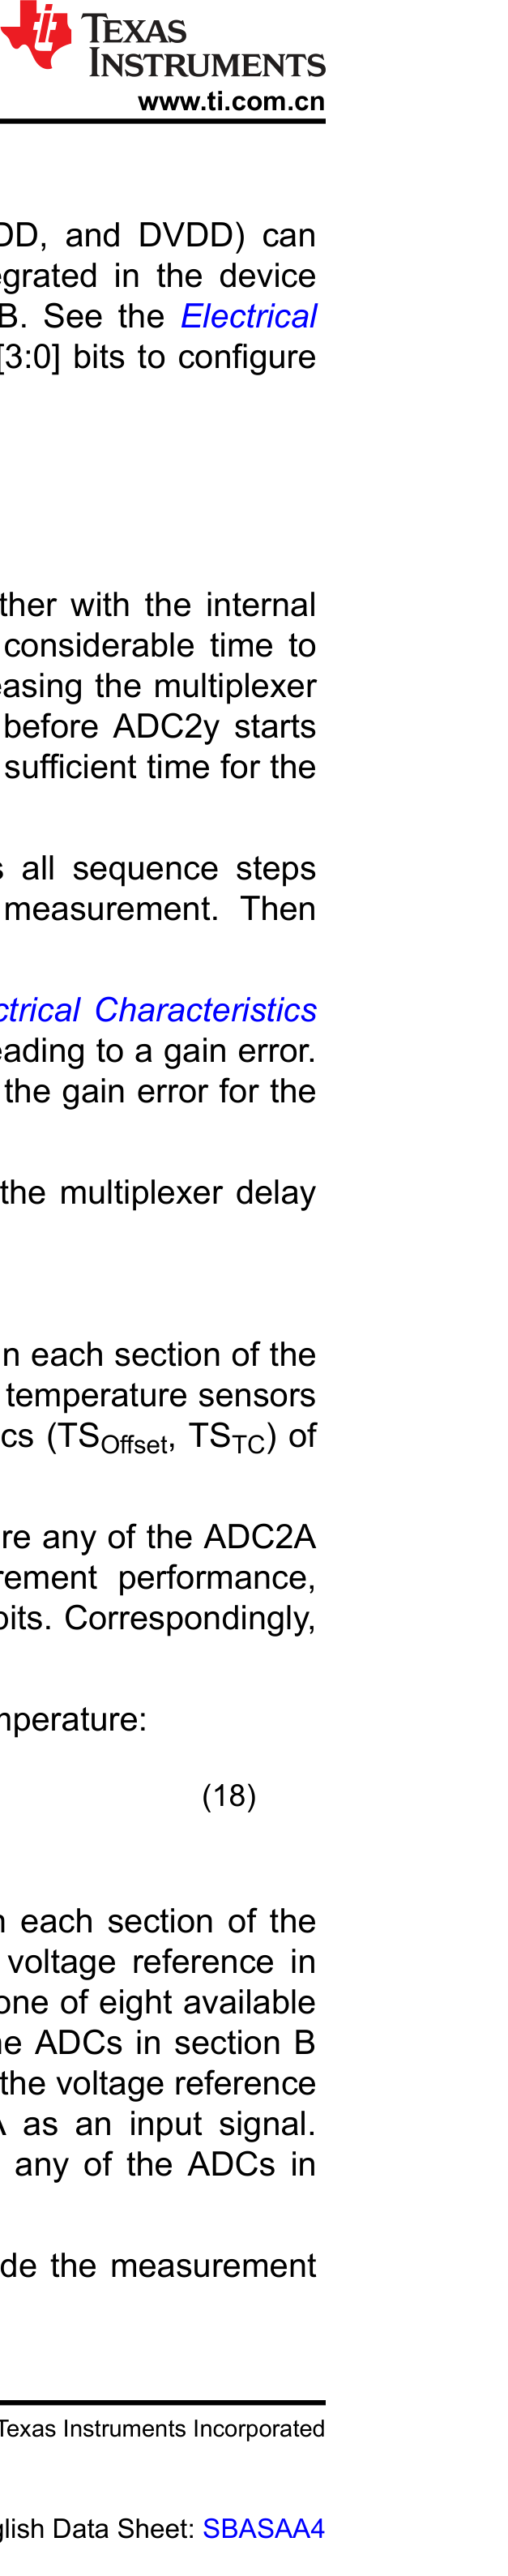 TEXAS
INSTRUMENTS
www.ti.com.cn
DD, and DVDD) can
egrated in the device
B. See the Electrical
[3:0] bits to configure
ther with the internal
considerable time to
easing the multiplexer
before ADC2y starts
sufficient time for the
s all sequence steps
measurement. Then
ctrical Characteristics
eading to a gain error.
the gain error for the
the multiplexer delay
n each section of the
temperature sensors
cs (TSOffset, TSTC) of
re any of the ADC2A
rement performance,
bits. Correspondingly,
mperature:
(18)
n each section of the
voltage reference in
one of eight available
he ADCs in section B
the voltage reference
A as an input signal.
any of the ADCs in
de the measurement
Texas Instruments Incorporated
glish Data Sheet: SBASAA4